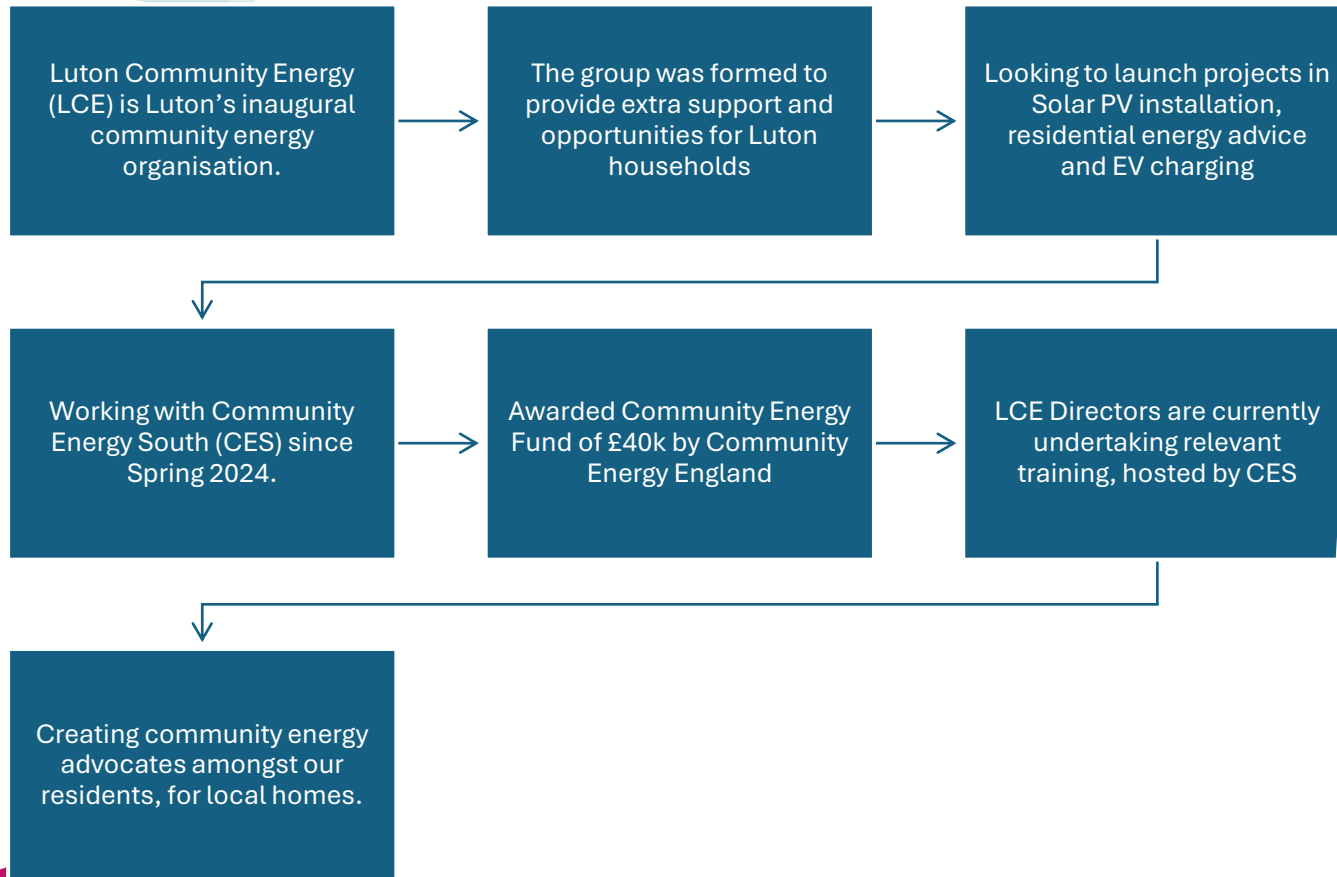 Luton Community Energy
(LCE) is Luton’s inaugural
community energy
organisation.
The group was formed to
provide extra support and
opportunities for Luton
households
Looking to launch projects in
Solar PV installation,
residential energy advice
and EV charging
Working with Community
Energy South (CES) since
Spring 2024.
Awarded Community Energy
Fund of £40k by Community
Energy England
LCE Directors are currently
undertaking relevant
training, hosted by CES
Creating community energy
advocates amongst our
residents, for local homes.